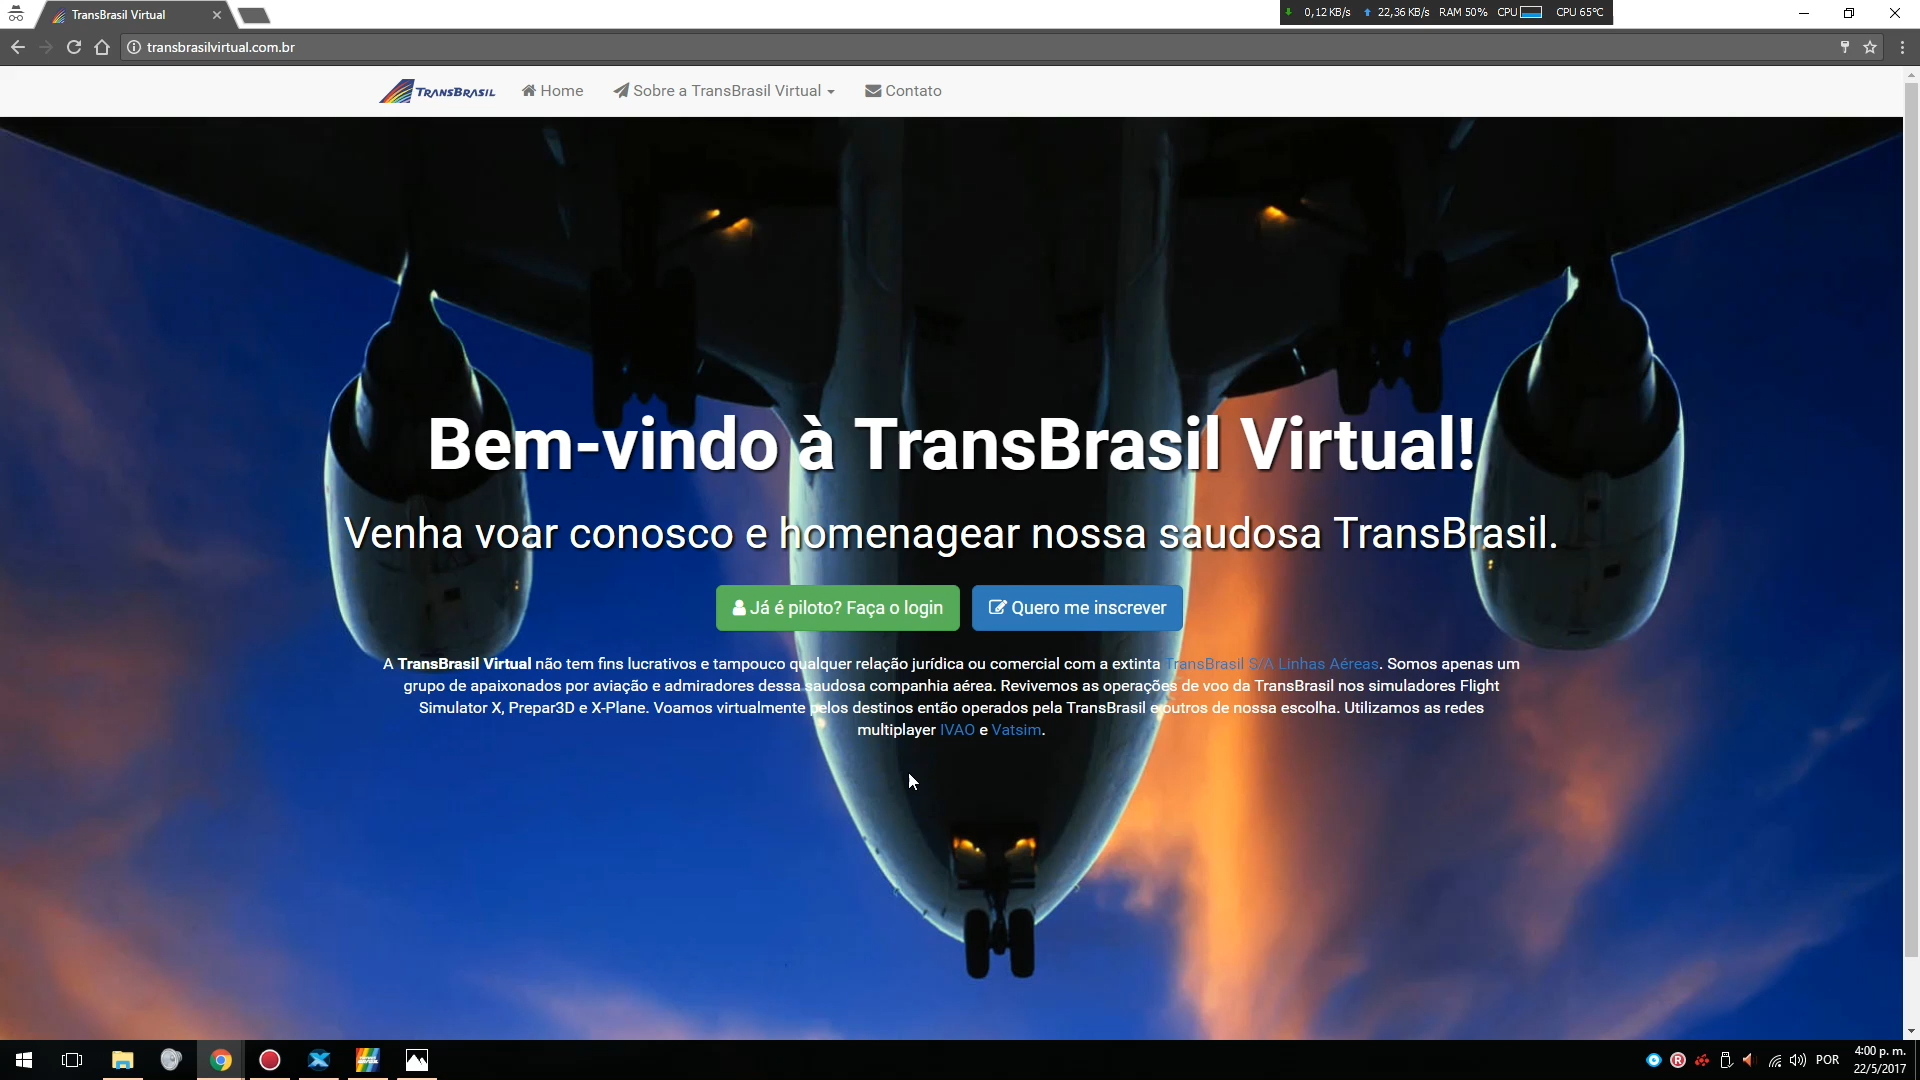 TransBrasil Virtual
0,12 KB/s 22,36 KB/s RAM 50% CPU CPU 65°C
transbrasilvirtual.com.br
TRANSBRASIL Home Sobre a TransBrasil Virtual Contato
Bem-vindo à TransBrasil Virtual!
Venha voar conosco e homenagear nossa saudosa TransBrasil.
Já é piloto? Faça o login Quero me inscrever
A TransBrasil Virtual não tem fins lucrativos e tampouco qualquer relação jurídica ou comercial com a extinta TransBrasil S/A Linhas Aéreas. Somos apenas um
grupo de apaixonados por aviação e admiradores dessa saudosa companhia aérea. Revivemos as operações de voo da TransBrasil nos simuladores Flight
Simulator X, Prepar3D e X-Plane. Voamos virtualmente pelos destinos então operados pela TransBrasil e outros de nossa escolha. Utilizamos as redes
multiplayer IVAO e Vatsim.
POR
4:00 p. m.
22/5/2017